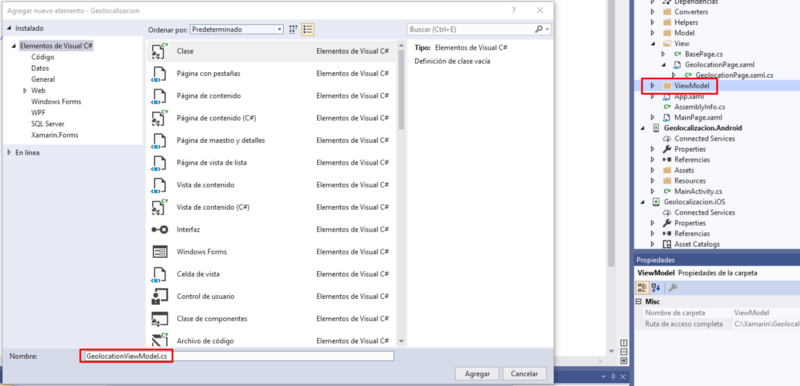 Agregar nuevo elemento - Geolocalizacion
Instalado
Elementos de Visual C#
Código
Datos
General
Web
Windows Forms
WPF
SQL Server
Xamarin.Forms
En línea
Ordenar por: Predeterminado
Clase Elementos de Visual C#
Página con pestañas Elementos de Visual C#
Página de contenido Elementos de Visual C#
Página de contenido (C#) Elementos de Visual C#
Página de maestro y detalles Elementos de Visual C#
Página de vista de lista Elementos de Visual C#
Vista de contenido Elementos de Visual C#
Vista de contenido (C#) Elementos de Visual C#
Interfaz Elementos de Visual C#
Windows Forms Elementos de Visual C#
Celda de vista Elementos de Visual C#
Control de usuario Elementos de Visual C#
Clase de componentes Elementos de Visual C#
Archivo de código Elementos de Visual C#
Buscar (Ctrl+E)
Tipo: Elementos de Visual C#
Definición de clase vacía
Nombre: GeolocationViewModel.cs
Agregar Cancelar
Dependencias
Converters
Helpers
Model
View
BasePage.cs
GeolocationPage.xaml
GeolocationPage.xaml.cs
ViewModel
App.xaml
AssemblyInfo.cs
MainPage.xaml
Geolocalizacion.Android
Connected Services
Properties
Referencias
Assets
Resources
MainActivity.cs
Geolocalizacion.iOS
Connected Services
Properties
Referencias
Asset Catalogs
Propiedades
ViewModel Propiedades de la carpeta
Misc
Nombre de carpeta ViewModel
Ruta de acceso completa C:\Xamarin\Geolocal